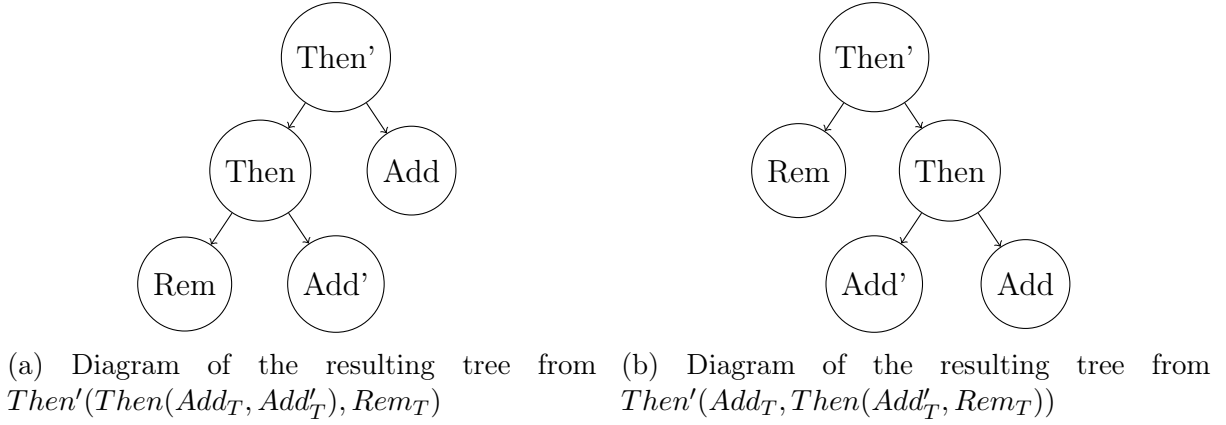 Then’
Then
Add
Rem
Add’
Then’
Rem
Then
Add’
Add
(a) Diagram of the resulting tree from
Then′(Then(Add_T, Add′_T), Rem_T)
(b) Diagram of the resulting tree from
Then′(Add_T, Then(Add′_T, Rem_T))